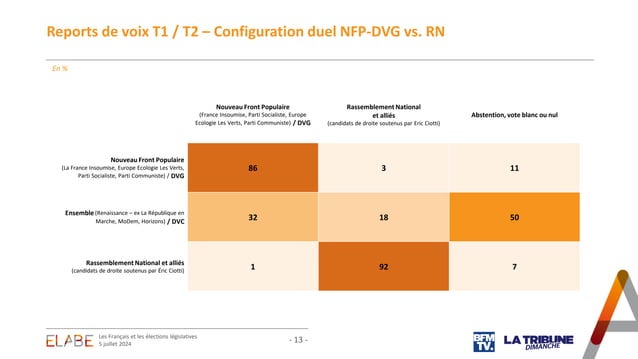 Reports de voix T1 / T2 – Configuration duel NFP-DVG vs. RN
En %
Nouveau Front Populaire
(France Insoumise, Parti Socialiste, Europe
Ecologie Les Verts, Parti Communiste) / DVG
Rassemblement National
et alliés
(candidats de droite soutenus par Eric Ciotti)
Abstention, vote blanc ou nul
Nouveau Front Populaire
(La France Insoumise, Europe Ecologie Les Verts,
Parti Socialiste, Parti Communiste) / DVG
86
3
11
Ensemble (Renaissance – ex La République en
Marche, MoDem, Horizons) / DVC
32
18
50
Rassemblement National et alliés
(candidats de droite soutenus par Éric Ciotti)
1
92
7
ELABE
Les Français et les élections législatives
5 juillet 2024
- 13 -
BFM
TV.
LA TRIBUNE
DIMANCHE